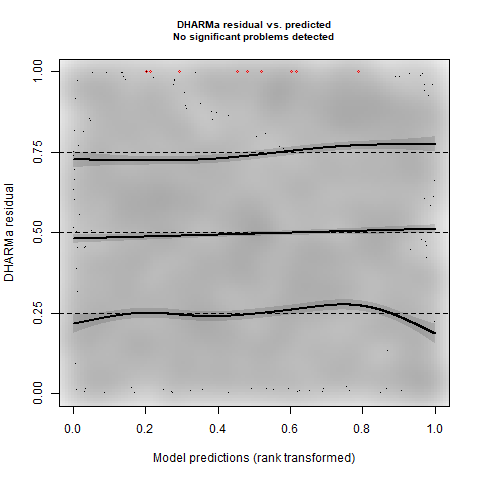 DHARMa residual vs. predicted
No significant problems detected
1.00
0.75
0.50
0.25
0.00
DHARMa residual
0.0 0.2 0.4 0.6 0.8 1.0
Model predictions (rank transformed)